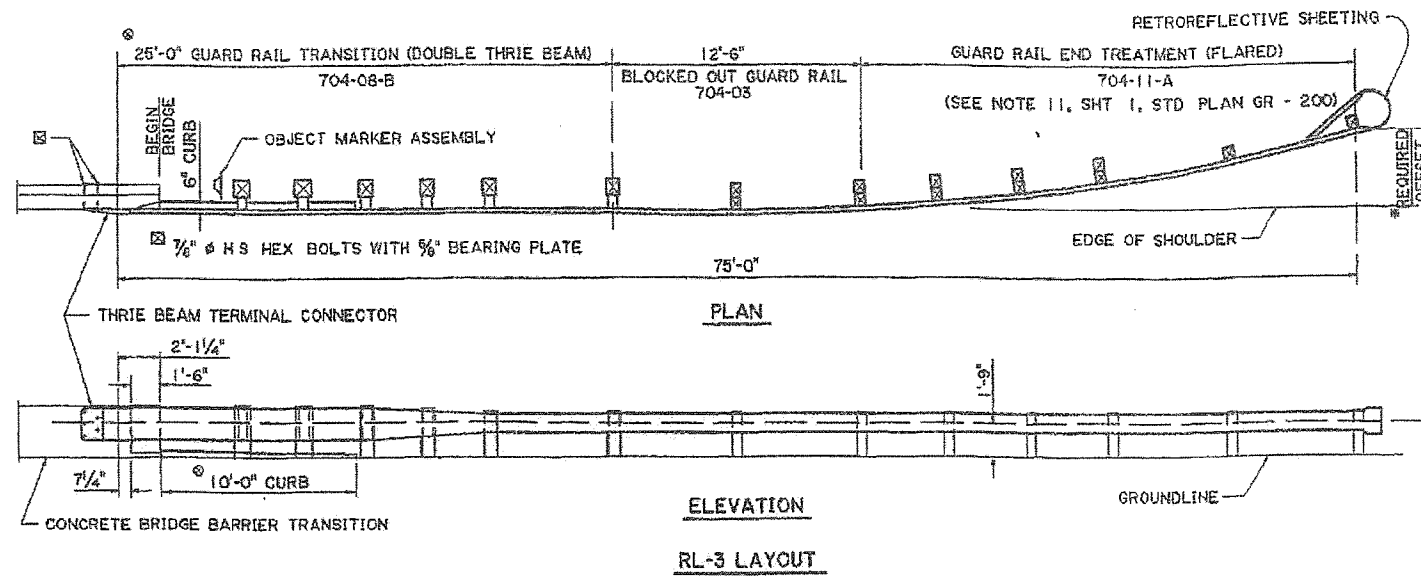 RETROREFLECTIVE SHEETING
25'-0" GUARD RAIL TRANSITION (DOUBLE THRIE BEAM)
704-08-B
12'-6"
BLOCKED OUT GUARD RAIL
704-03
GUARD RAIL END TREATMENT (FLARED)
704-11-A
(SEE NOTE 11, SHT 1, STD PLAN GR - 200)
BEGIN
BRIDGE
6" CURB
OBJECT MARKER ASSEMBLY
*REQUIRED
OFFSET
7/8" ø H S HEX BOLTS WITH 5/8" BEARING PLATE
EDGE OF SHOULDER
75'-0"
PLAN
THRIE BEAM TERMINAL CONNECTOR
2'-1 1/4"
1'-6"
1'-9"
7 1/4"
10'-0" CURB
GROUNDLINE
ELEVATION
CONCRETE BRIDGE BARRIER TRANSITION
RL-3 LAYOUT